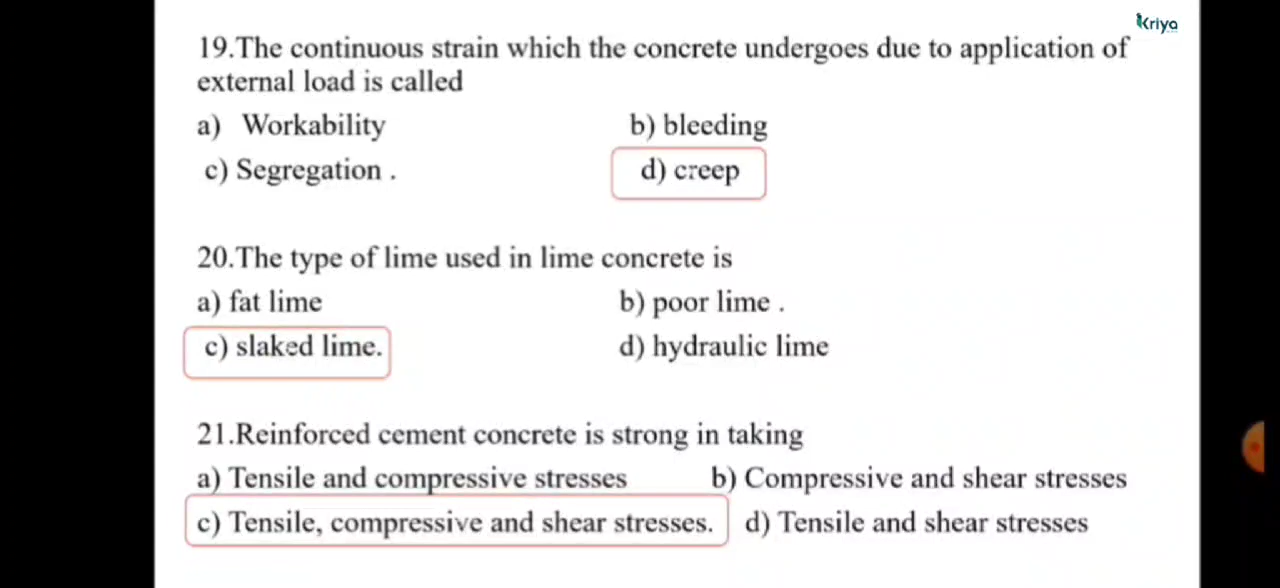 Kriya
19.The continuous strain which the concrete undergoes due to application of
external load is called
a) Workability b) bleeding
c) Segregation . d) creep
20.The type of lime used in lime concrete is
a) fat lime b) poor lime .
c) slaked lime. d) hydraulic lime
21.Reinforced cement concrete is strong in taking
a) Tensile and compressive stresses b) Compressive and shear stresses
c) Tensile, compressive and shear stresses. d) Tensile and shear stresses